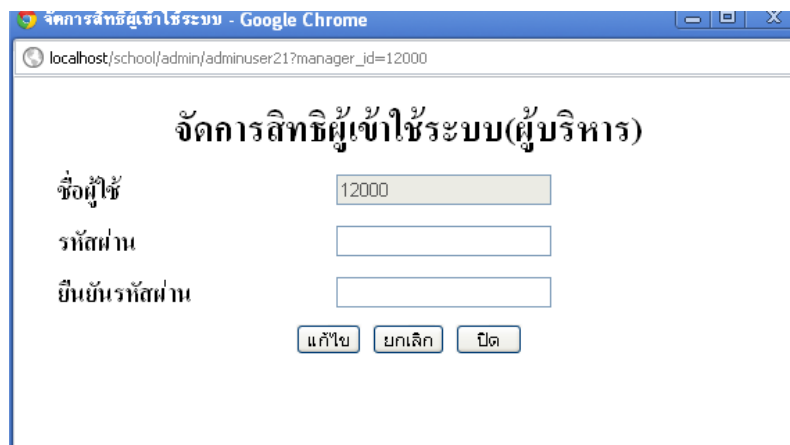 จัดการสิทธิผู้เข้าใช้ระบบ - Google Chrome
localhost/school/admin/adminuser21?manager_id=12000
จัดการสิทธิผู้เข้าใช้ระบบ(ผู้บริหาร)
ชื่อผู้ใช้ 12000
รหัสผ่าน
ยืนยันรหัสผ่าน
แก้ไข ยกเลิก ปิด